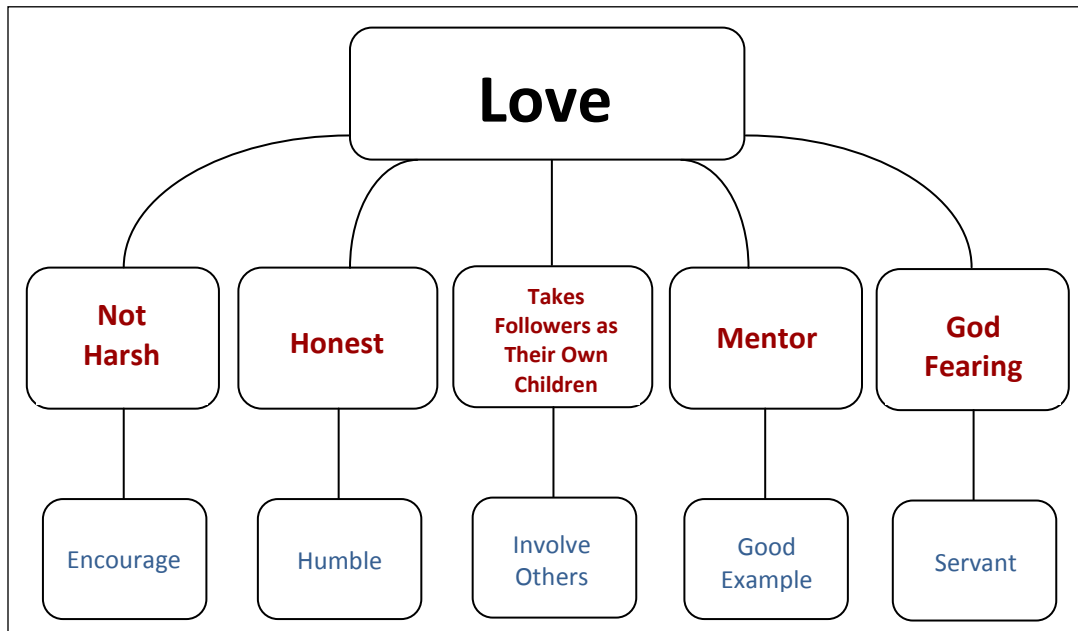 Love
Not
Harsh
Honest
Takes
Followers as
Their Own
Children
Mentor
God
Fearing
Encourage
Humble
Involve
Others
Good
Example
Servant